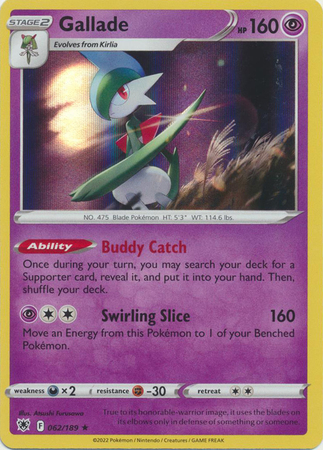 STAGE 2
Gallade
HP 160
Evolves from Kirlia
NO. 475 Blade Pokémon HT: 5'3" WT: 114.6 lbs.
Ability Buddy Catch
Once during your turn, you may search your deck for a
Supporter card, reveal it, and put it into your hand. Then,
shuffle your deck.
Swirling Slice 160
Move an Energy from this Pokémon to 1 of your Benched
Pokémon.
weakness ×2 resistance -30 retreat
illus. Atsushi Furusawa
F 062/189 ★
True to its honorable-warrior image, it uses the blades on
its elbows only in defense of something or someone.
©2022 Pokémon / Nintendo / Creatures / GAME FREAK